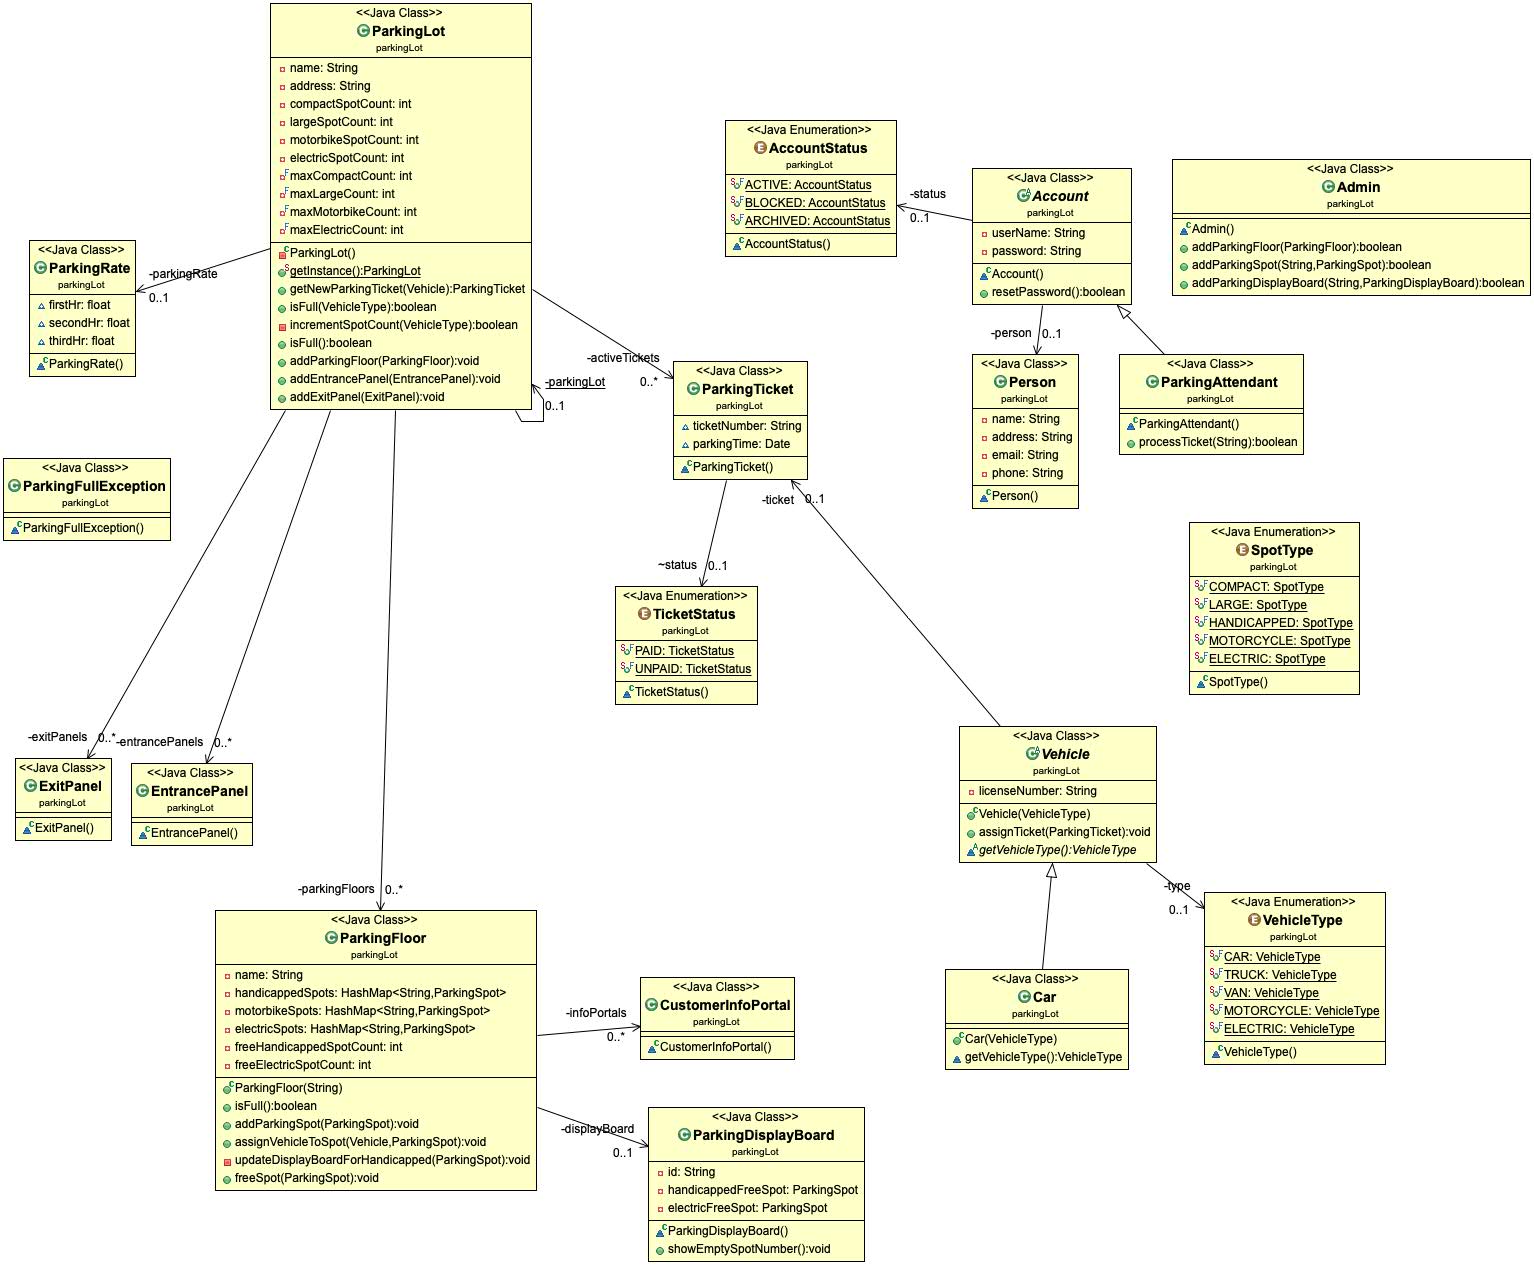 <<Java Class>>
ParkingLot
parkingLot
name: String
address: String
compactSpotCount: int
largeSpotCount: int
motorbikeSpotCount: int
electricSpotCount: int
maxCompactCount: int
maxLargeCount: int
maxMotorbikeCount: int
maxElectricCount: int
ParkingLot()
getInstance():ParkingLot
getNewParkingTicket(Vehicle):ParkingTicket
isFull(VehicleType):boolean
incrementSpotCount(VehicleType):boolean
isFull():boolean
addParkingFloor(ParkingFloor):void
addEntrancePanel(EntrancePanel):void
addExitPanel(ExitPanel):void
-parkingLot
0..1
-parkingRate
0..1
<<Java Class>>
ParkingRate
parkingLot
firstHr: float
secondHr: float
thirdHr: float
ParkingRate()
<<Java Enumeration>>
AccountStatus
parkingLot
ACTIVE: AccountStatus
BLOCKED: AccountStatus
ARCHIVED: AccountStatus
AccountStatus()
-status
0..1
<<Java Class>>
Account
parkingLot
userName: String
password: String
Account()
resetPassword():boolean
<<Java Class>>
Admin
parkingLot
Admin()
addParkingFloor(ParkingFloor):boolean
addParkingSpot(String,ParkingSpot):boolean
addParkingDisplayBoard(String,ParkingDisplayBoard):boolean
-person
0..1
<<Java Class>>
Person
parkingLot
name: String
address: String
email: String
phone: String
Person()
<<Java Class>>
ParkingAttendant
parkingLot
ParkingAttendant()
processTicket(String):boolean
-activeTickets
0..*
<<Java Class>>
ParkingTicket
parkingLot
ticketNumber: String
parkingTime: Date
ParkingTicket()
-ticket
0..1
<<Java Class>>
ParkingFullException
parkingLot
ParkingFullException()
~status
0..1
<<Java Enumeration>>
TicketStatus
parkingLot
PAID: TicketStatus
UNPAID: TicketStatus
TicketStatus()
<<Java Enumeration>>
SpotType
parkingLot
COMPACT: SpotType
LARGE: SpotType
HANDICAPPED: SpotType
MOTORCYCLE: SpotType
ELECTRIC: SpotType
SpotType()
-exitPanels
0..*
<<Java Class>>
ExitPanel
parkingLot
ExitPanel()
-entrancePanels
0..*
<<Java Class>>
EntrancePanel
parkingLot
EntrancePanel()
<<Java Class>>
Vehicle
parkingLot
licenseNumber: String
Vehicle(VehicleType)
assignTicket(ParkingTicket):void
getVehicleType():VehicleType
-type
0..1
<<Java Enumeration>>
VehicleType
parkingLot
CAR: VehicleType
TRUCK: VehicleType
VAN: VehicleType
MOTORCYCLE: VehicleType
ELECTRIC: VehicleType
VehicleType()
<<Java Class>>
Car
parkingLot
Car(VehicleType)
getVehicleType():VehicleType
-parkingFloors
0..*
<<Java Class>>
ParkingFloor
parkingLot
name: String
handicappedSpots: HashMap<String,ParkingSpot>
motorbikeSpots: HashMap<String,ParkingSpot>
electricSpots: HashMap<String,ParkingSpot>
freeHandicappedSpotCount: int
freeElectricSpotCount: int
ParkingFloor(String)
isFull():boolean
addParkingSpot(ParkingSpot):void
assignVehicleToSpot(Vehicle,ParkingSpot):void
updateDisplayBoardForHandicapped(ParkingSpot):void
freeSpot(ParkingSpot):void
-infoPortals
0..*
<<Java Class>>
CustomerInfoPortal
parkingLot
CustomerInfoPortal()
-displayBoard
0..1
<<Java Class>>
ParkingDisplayBoard
parkingLot
id: String
handicappedFreeSpot: ParkingSpot
electricFreeSpot: ParkingSpot
ParkingDisplayBoard()
showEmptySpotNumber():void